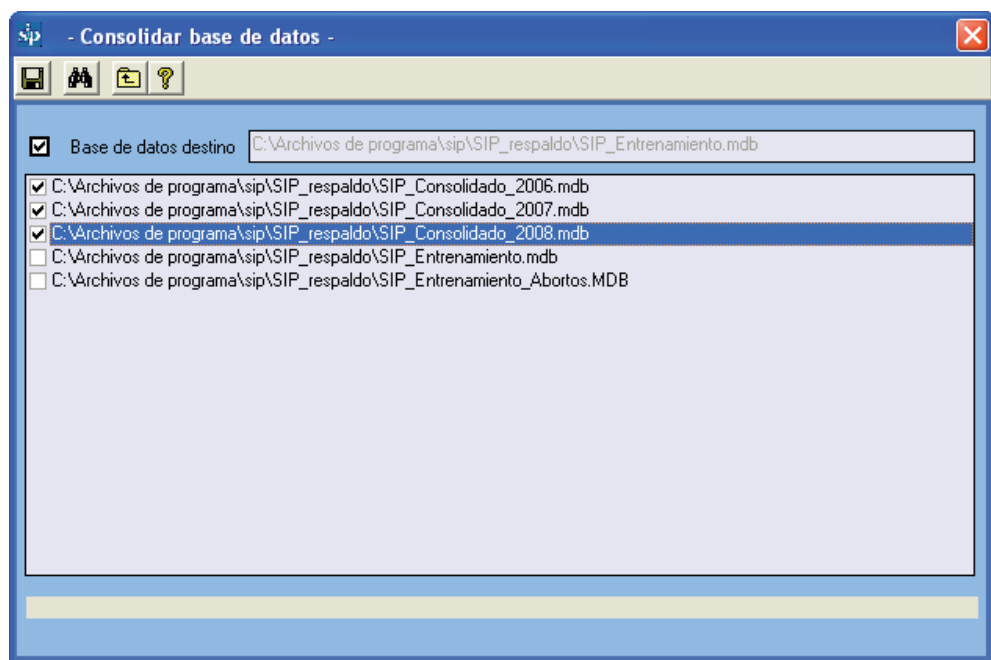 sip - Consolidar base de datos -
Base de datos destino C:\Archivos de programa\sip\SIP_respaldo\SIP_Entrenamiento.mdb
C:\Archivos de programa\sip\SIP_respaldo\SIP_Consolidado_2006.mdb
C:\Archivos de programa\sip\SIP_respaldo\SIP_Consolidado_2007.mdb
C:\Archivos de programa\sip\SIP_respaldo\SIP_Consolidado_2008.mdb
C:\Archivos de programa\sip\SIP_respaldo\SIP_Entrenamiento.mdb
C:\Archivos de programa\sip\SIP_respaldo\SIP_Entrenamiento_Abortos.MDB